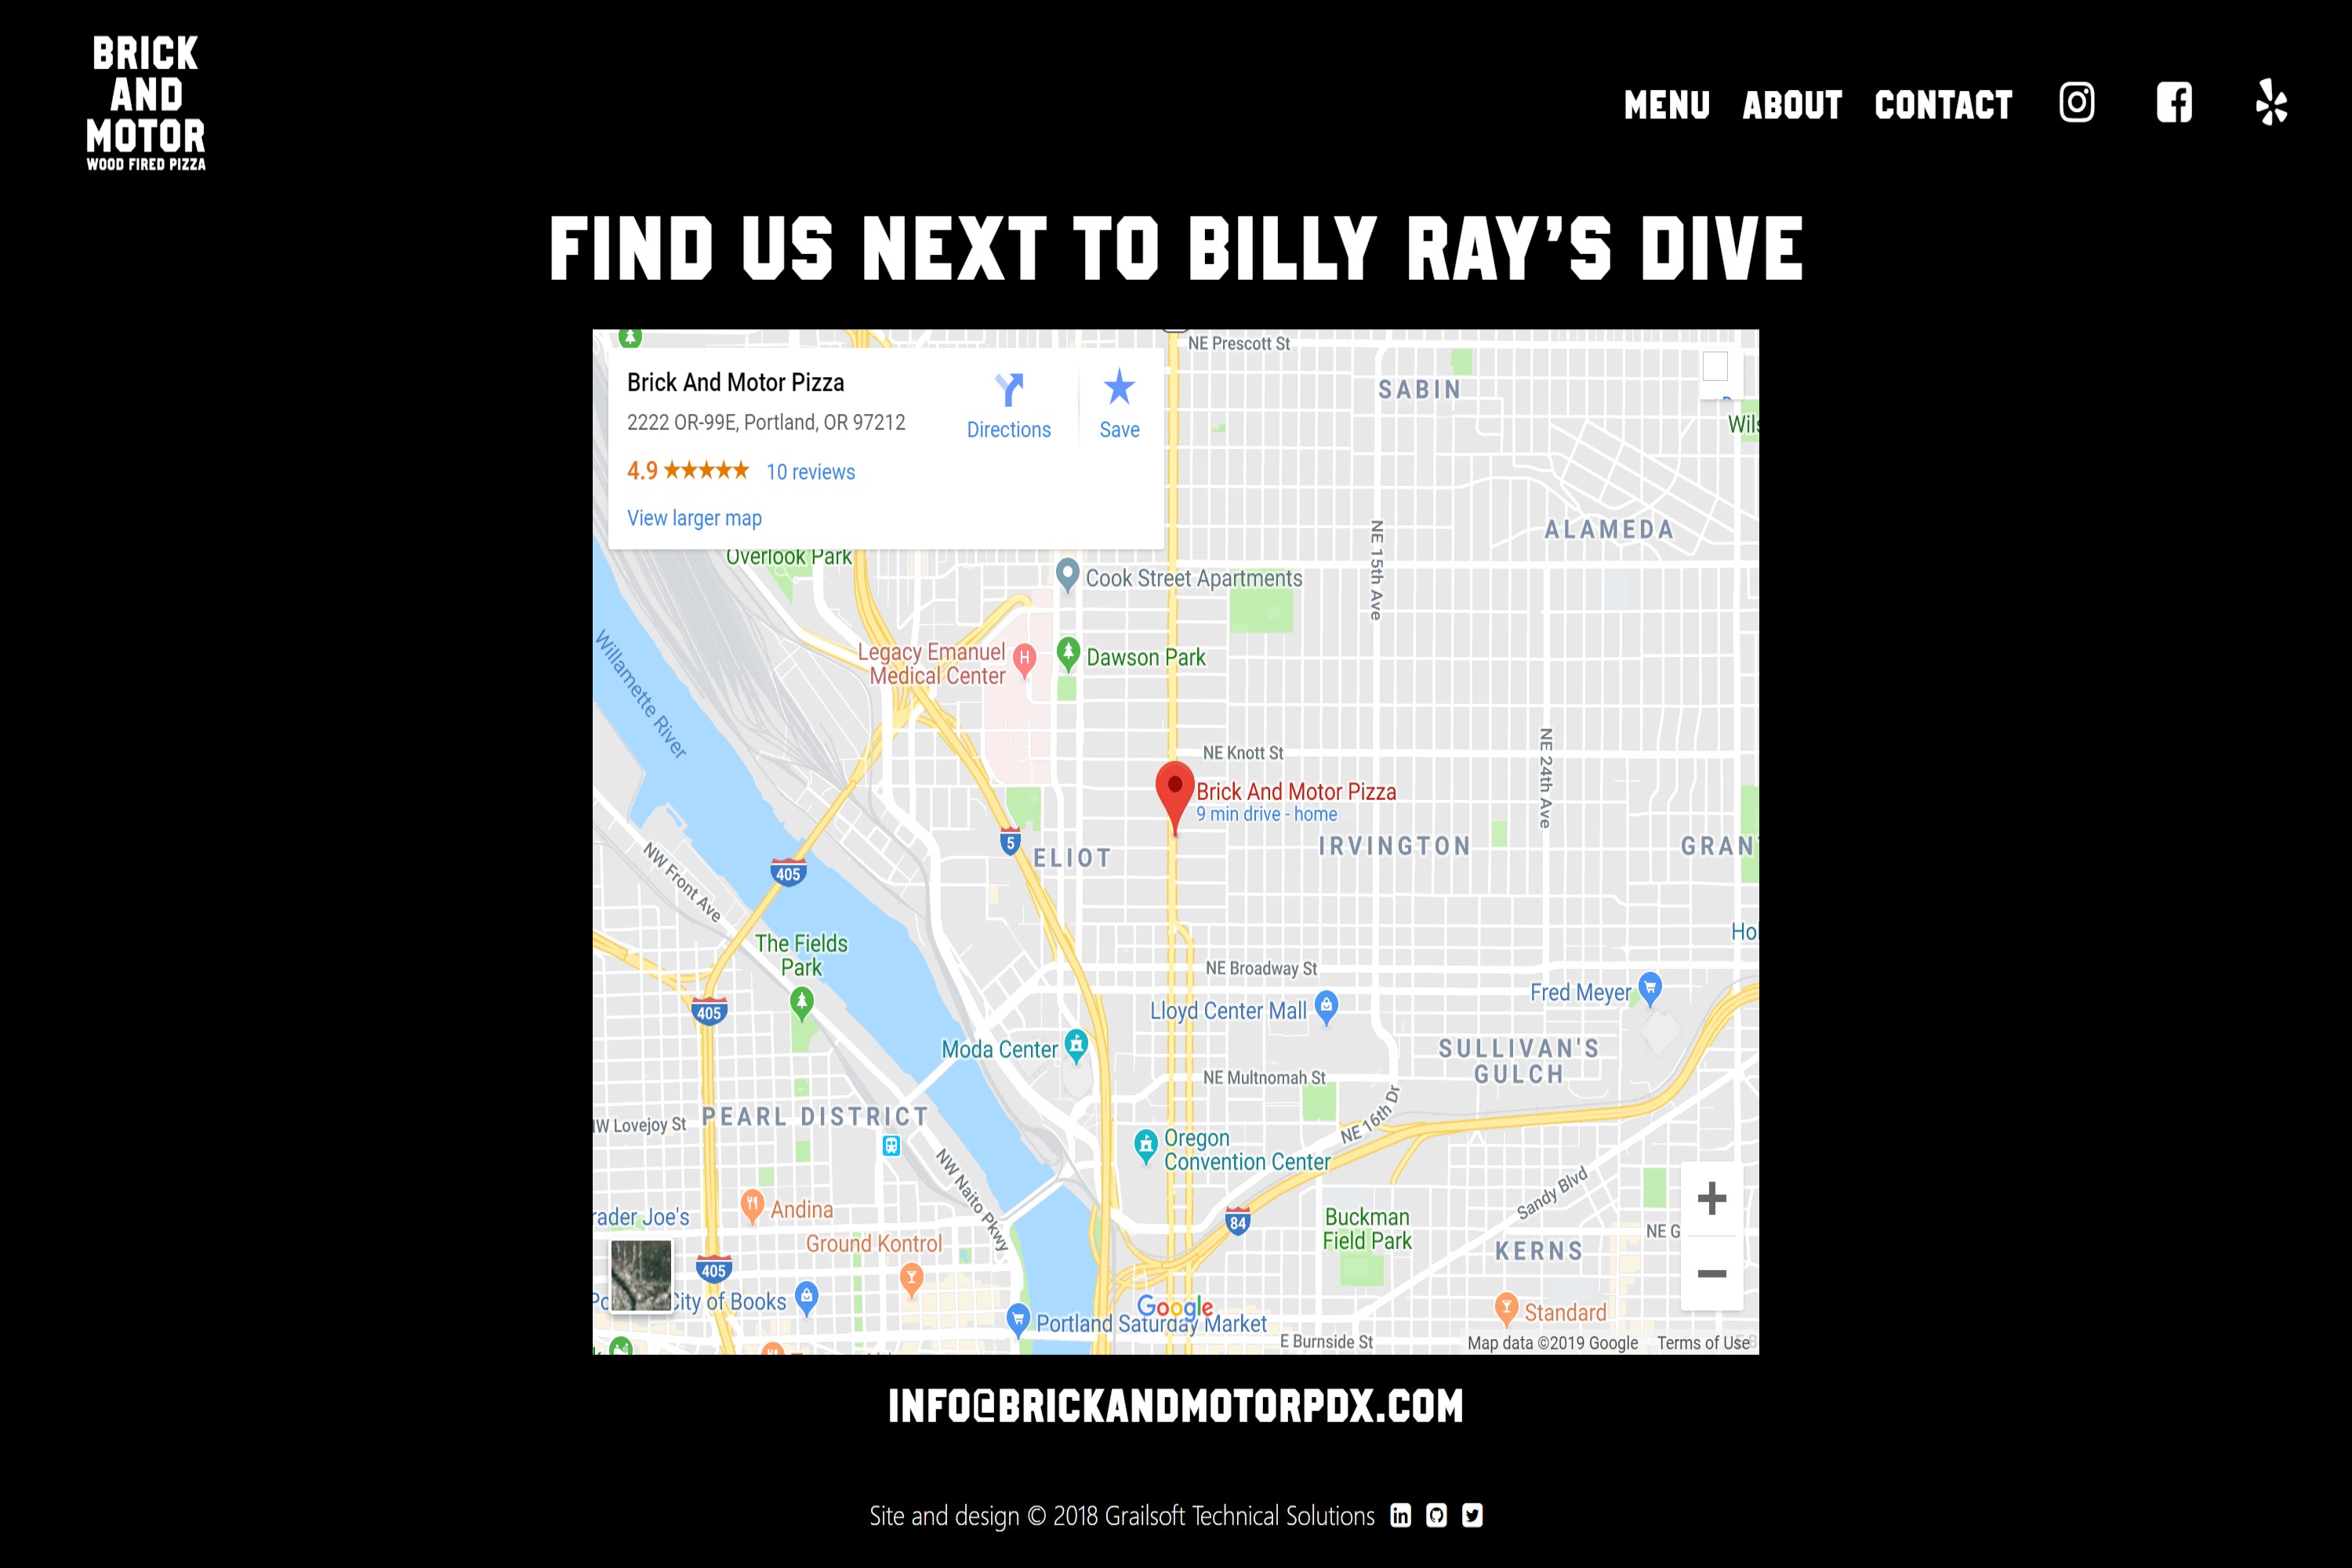 BRICK
AND
MOTOR
WOOD FIRED PIZZA
MENU ABOUT CONTACT
FIND US NEXT TO BILLY RAY'S DIVE
Brick And Motor Pizza
2222 OR-99E, Portland, OR 97212
4.9 ★★★★★ 10 reviews
View larger map
Directions
Save
NE Prescott St
SABIN
Wils
ALAMEDA
NE 15th Ave
Overlook Park
Cook Street Apartments
Willamette River
Legacy Emanuel
Medical Center
H
Dawson Park
NE Knott St
NE 24th Ave
Brick And Motor Pizza
9 min drive - home
IRVINGTON
GRAN
5
ELIOT
405
NW Front Ave
The Fields
Park
Ho
NE Broadway St
405
Lloyd Center Mall
Fred Meyer
Moda Center
SULLIVAN'S
GULCH
NE Multnomah St
NE 16th Dr
PEARL DISTRICT
W Lovejoy St
Oregon
Convention Center
NW Naito Pkwy
Sandy Blvd
Andina
rader Joe's
84
Buckman
Field Park
NE G
Ground Kontrol
KERNS
405
City of Books
Google
Portland Saturday Market
Standard
E Burnside St
Map data ©2019 Google Terms of Use
INFO@BRICKANDMOTORPDX.COM
Site and design © 2018 Grailsoft Technical Solutions